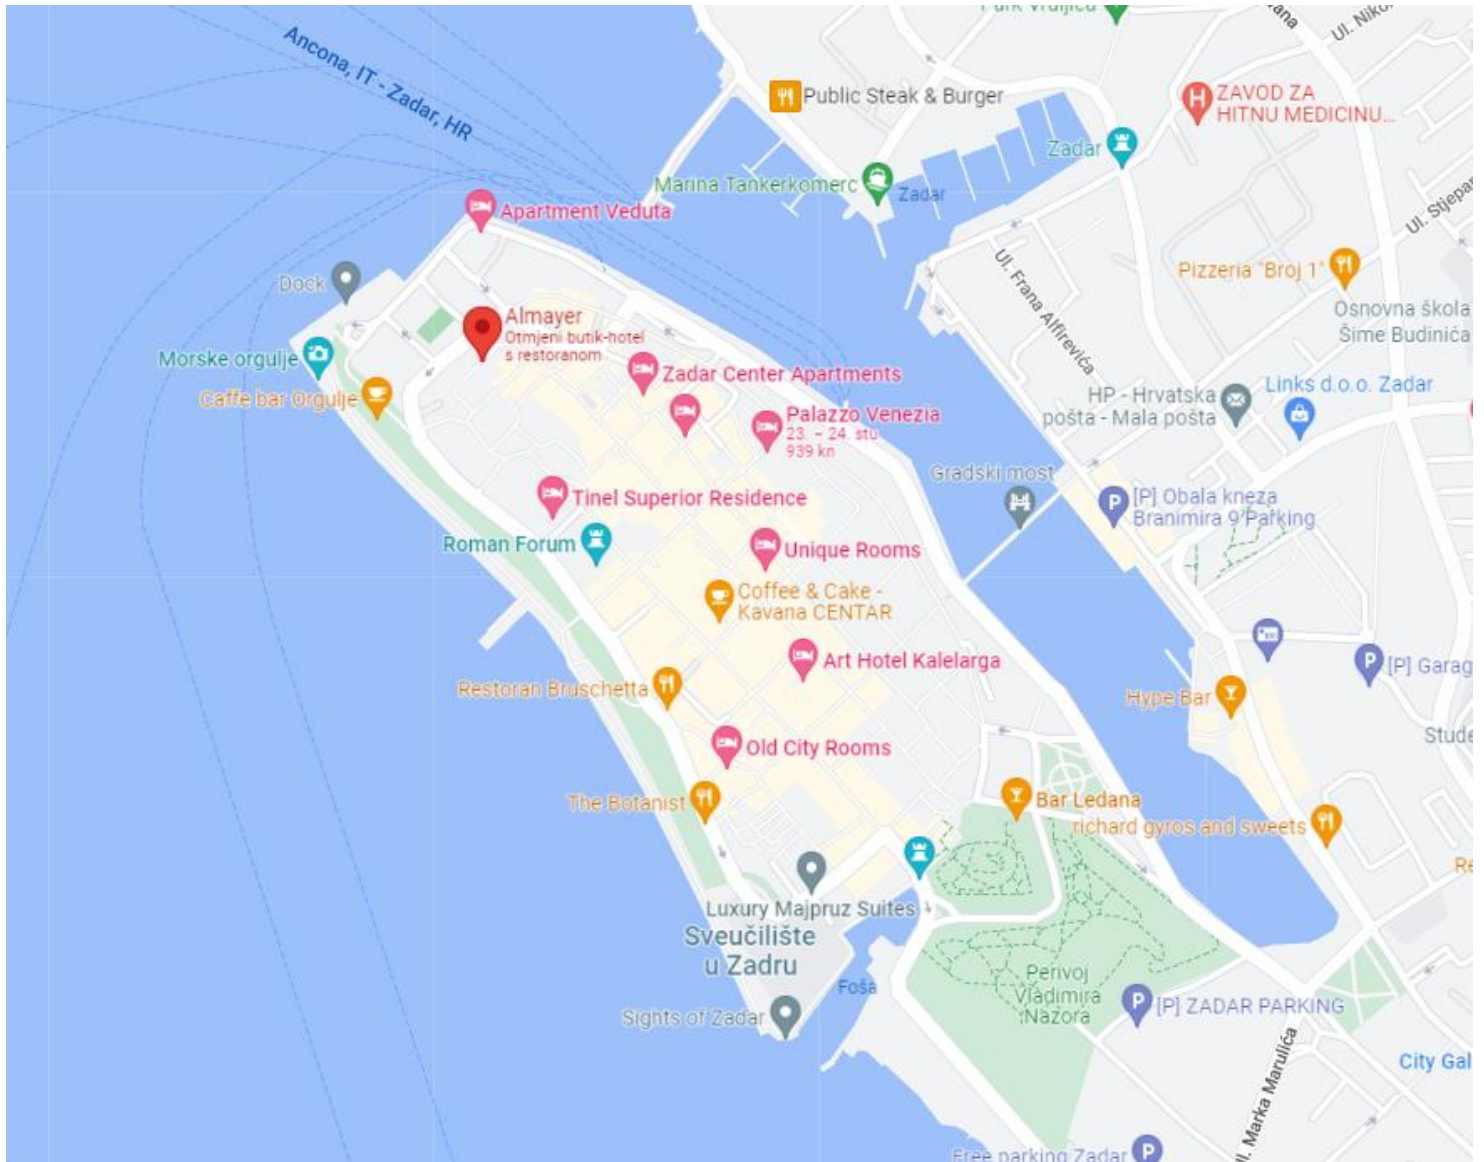 Park Vruljica
Ancona, IT - Zadar, HR
Public Steak & Burger
ZAVOD ZA
HITNU MEDICINU...
Ul. Niko
Zadar
Marina Tankerkomerc
Zadar
Apartment Veduta
Ul. Stjepan
Ul. Frana Alfirevića
Pizzeria "Broj 1"
Dock
Almayer
Otmjeni butik-hotel
s restoranom
Osnovna škola
Šime Budinića
Morske orgulje
Zadar Center Apartments
Caffe bar Orgulje
HP - Hrvatska
pošta - Mala pošta
Links d.o.o. Zadar
Palazzo Venezia
23. – 24. stu
939 kn
Gradski most
Tinel Superior Residence
[P] Obala kneza
Branimira 9 Parking
Roman Forum
Unique Rooms
Coffee & Cake -
Kavana CENTAR
Art Hotel Kalelarga
[P] Garag
Restoran Bruschetta
Hype Bar
Stude
Old City Rooms
The Botanist
Bar Ledana
richard gyros and sweets
Re
Luxury Majpruz Suites
Sveučilište
u Zadru
Foša
Perivoj
Vladimira
Nazora
Sights of Zadar
[P] ZADAR PARKING
City Gal
Ul. Marka Marulića
Free parking Zadar